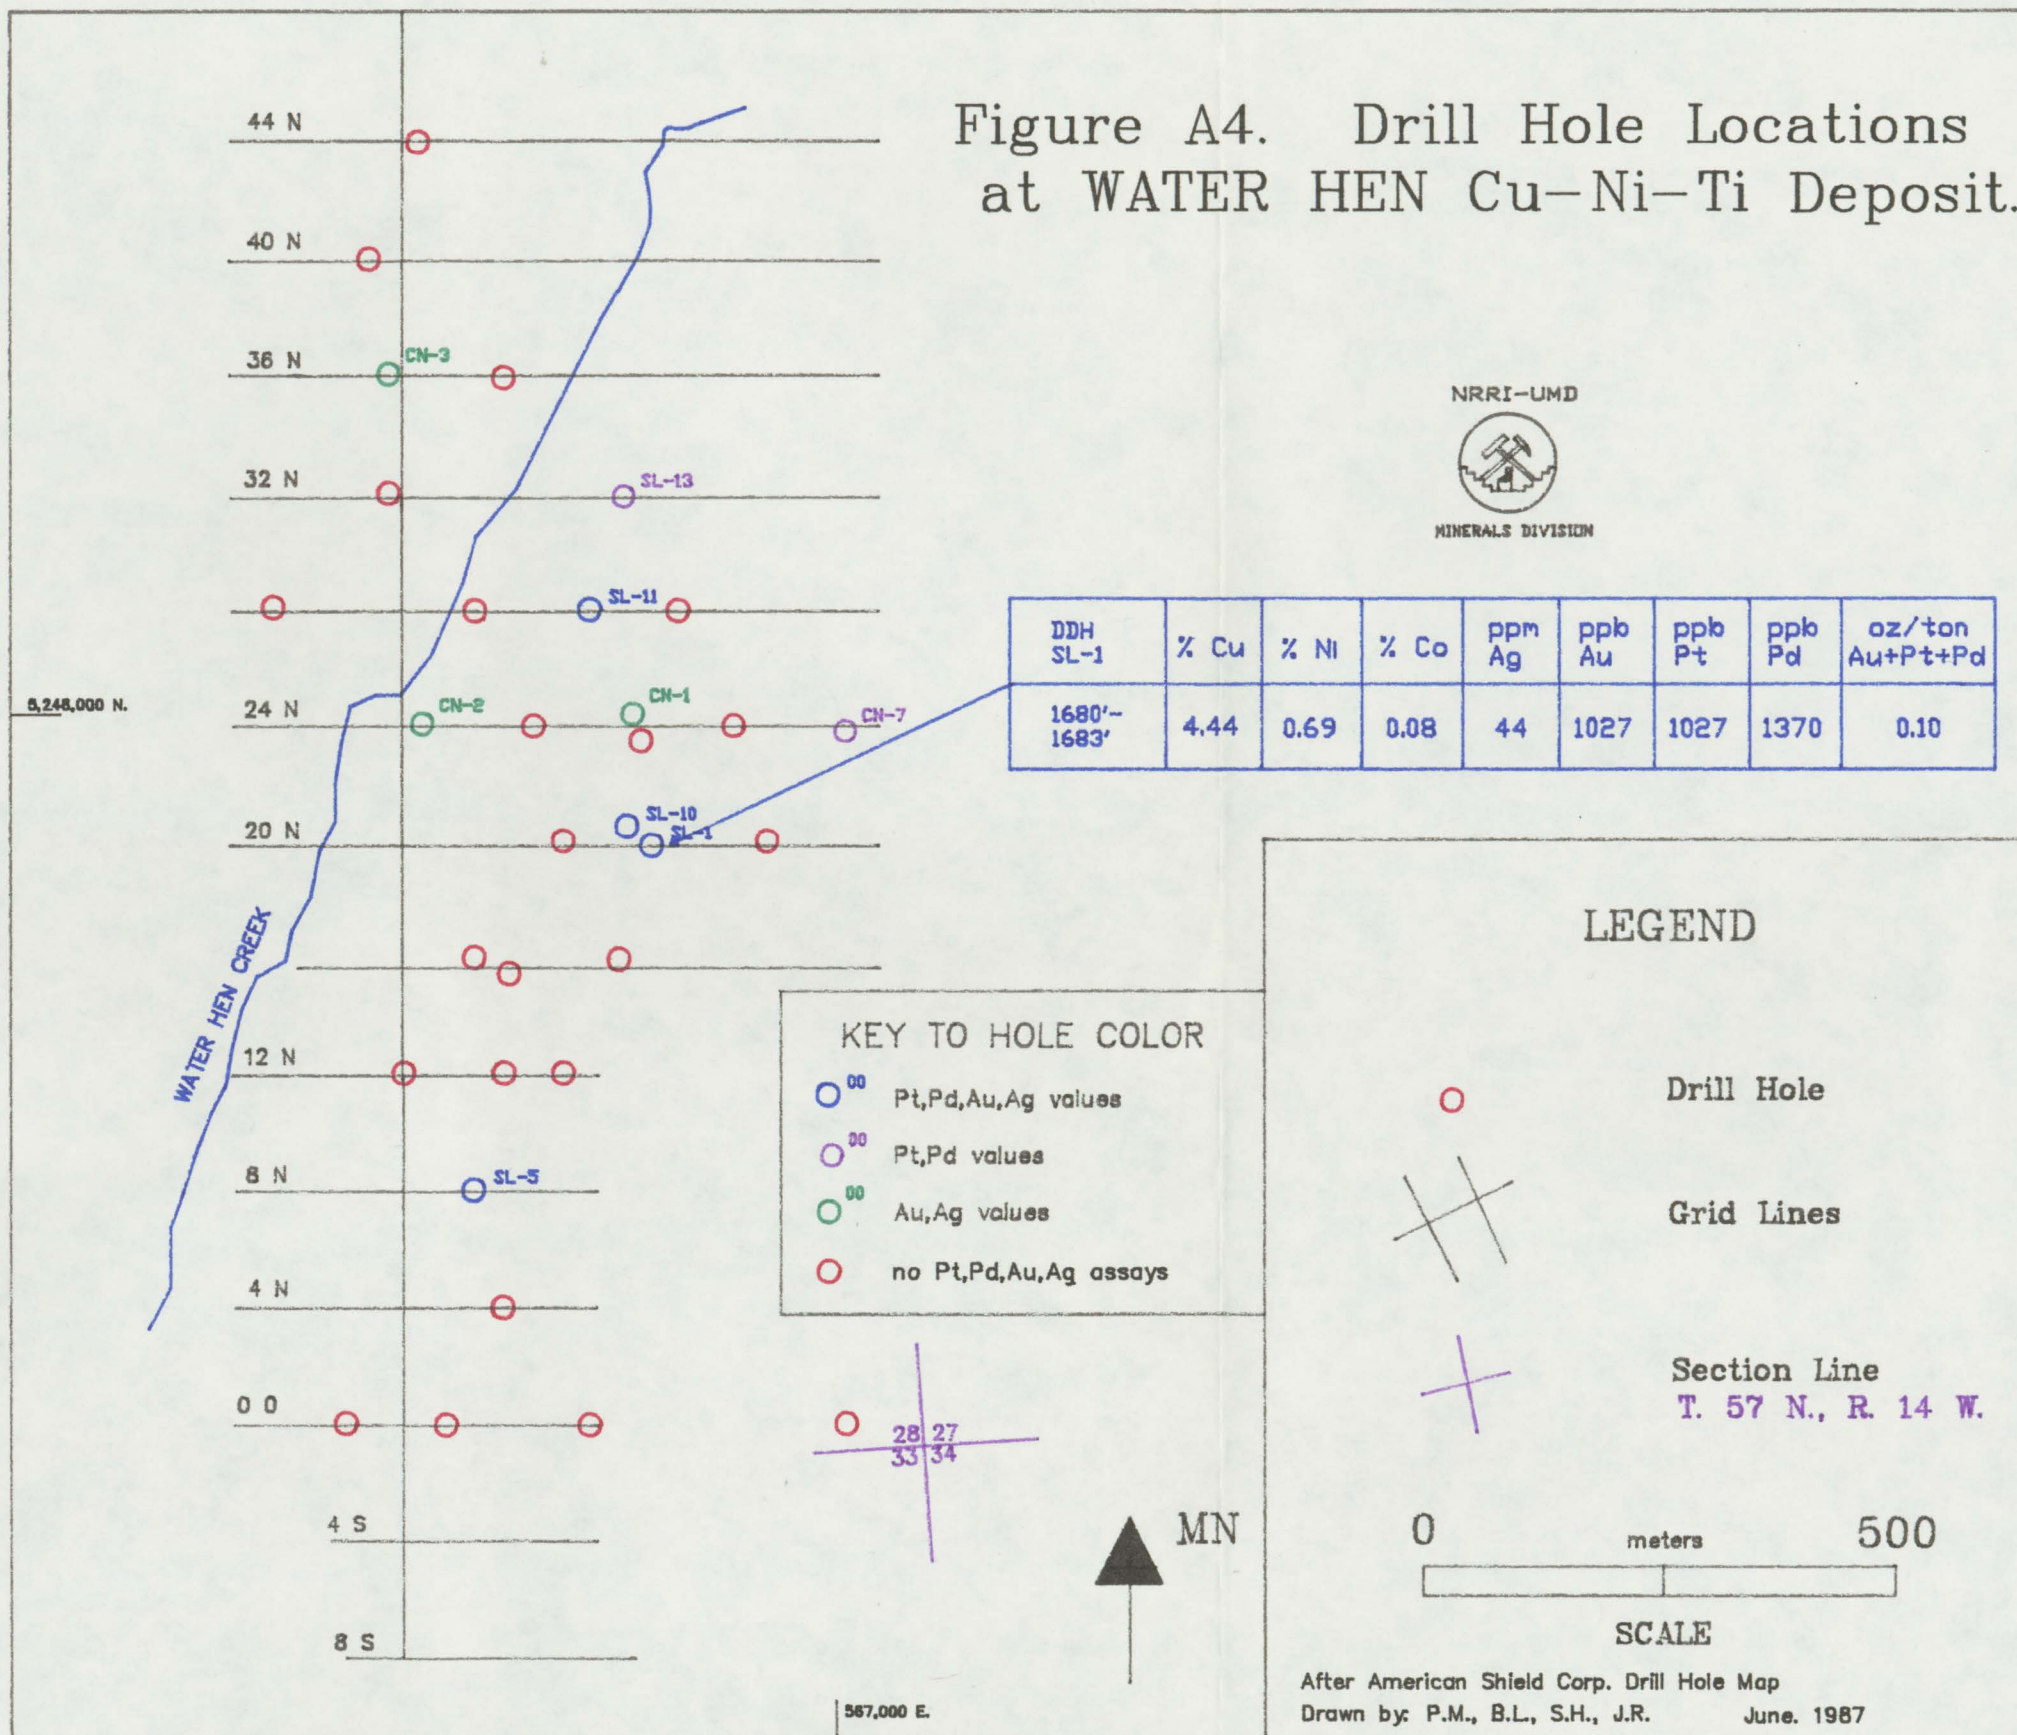 Figure A4. Drill Hole Locations
at WATER HEN Cu-Ni-Ti Deposit.
44 N
40 N
36 N
CN-3
32 N
SL-13
SL-11
5,248,000 N.
24 N
CN-2
CN-1
CN-7
20 N
SL-10
SL-1
WATER HEN CREEK
12 N
8 N
SL-5
4 N
0 0
4 S
8 S
567,000 E.
NRRI-UMD
MINERALS DIVISION
DDH
SL-1
% Cu
% Ni
% Co
ppm
Ag
ppb
Au
ppb
Pt
ppb
Pd
oz/ton
Au+Pt+Pd
1680'-
1683'
4.44
0.69
0.08
44
1027
1027
1370
0.10
KEY TO HOLE COLOR
00 Pt,Pd,Au,Ag values
00 Pt,Pd values
00 Au,Ag values
no Pt,Pd,Au,Ag assays
28 27
33 34
MN
LEGEND
Drill Hole
Grid Lines
Section Line
T. 57 N., R. 14 W.
0 meters 500
SCALE
After American Shield Corp. Drill Hole Map
Drawn by: P.M., B.L., S.H., J.R. June. 1987